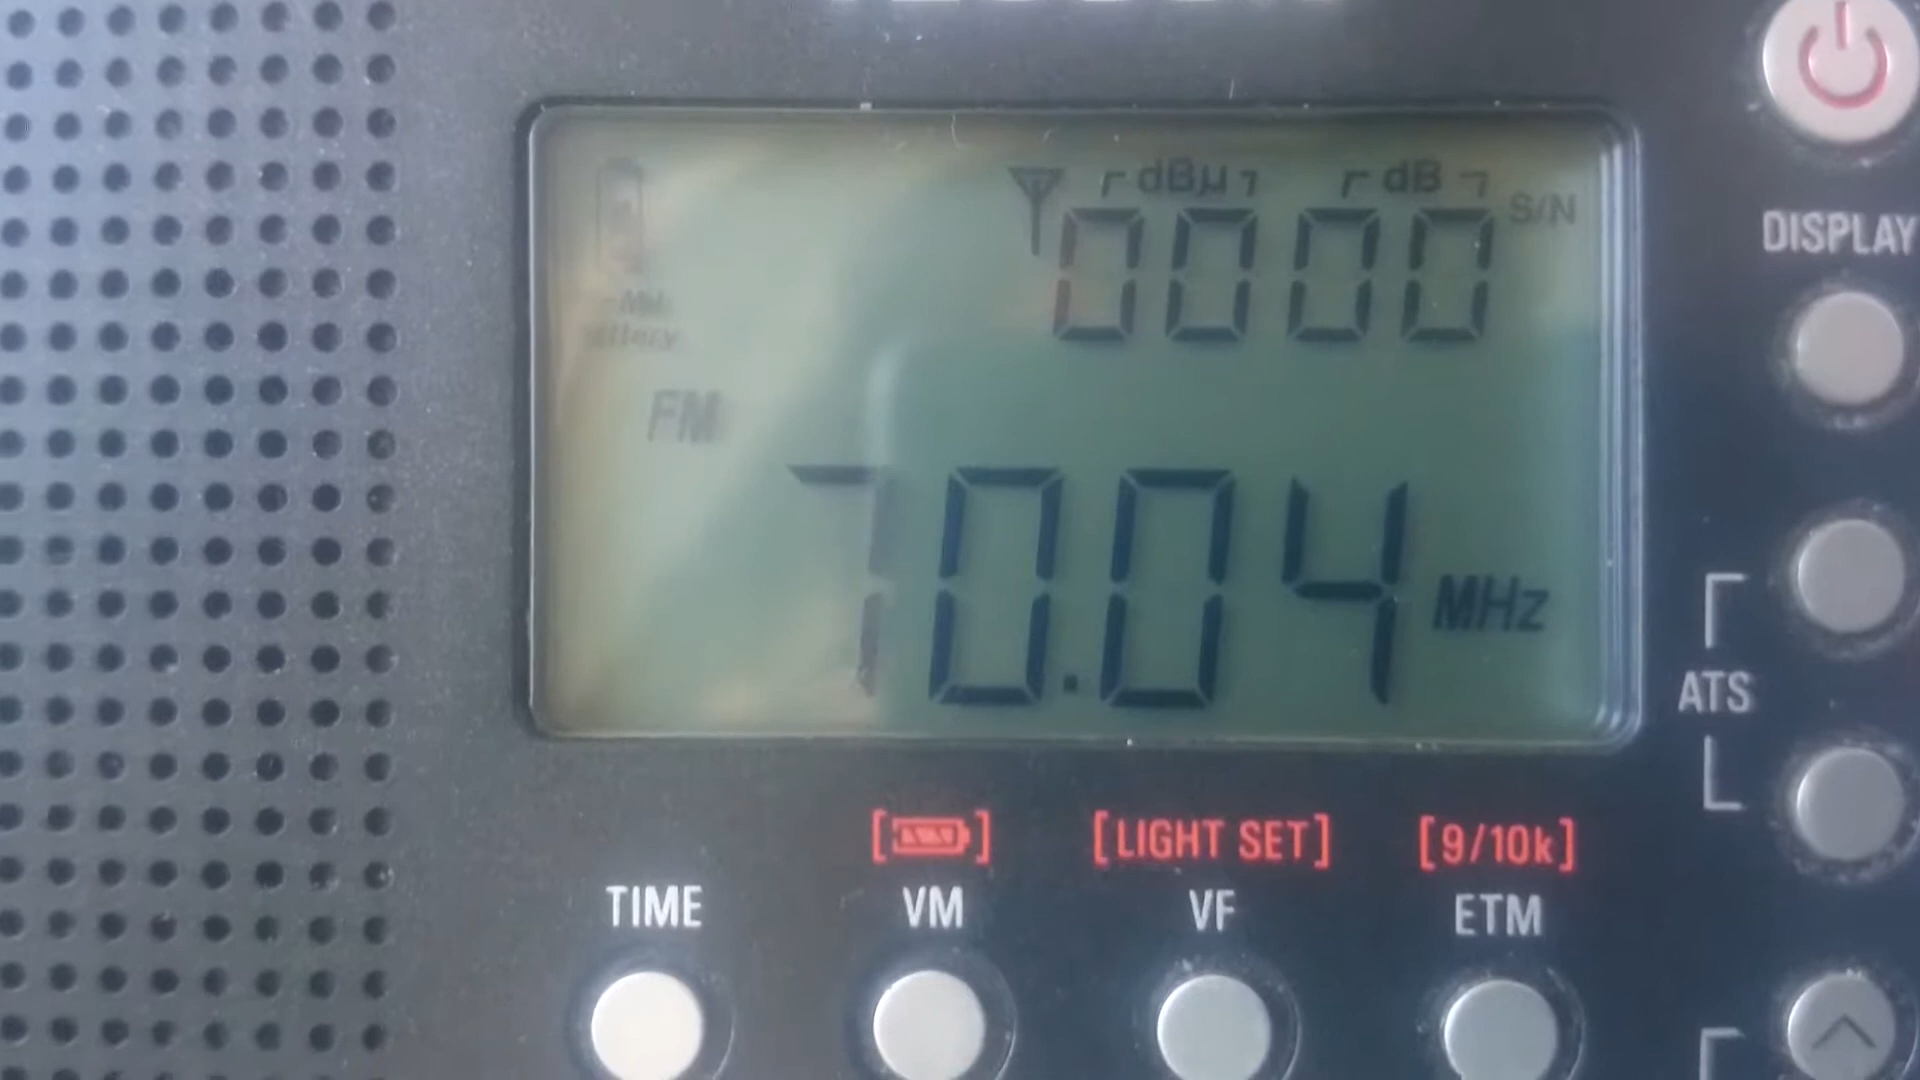 dBµ dB
0000 S/N
DISPLAY
FM
70.04 MHz
ATS
[LIGHT SET] [9/10k]
TIME VM VF ETM